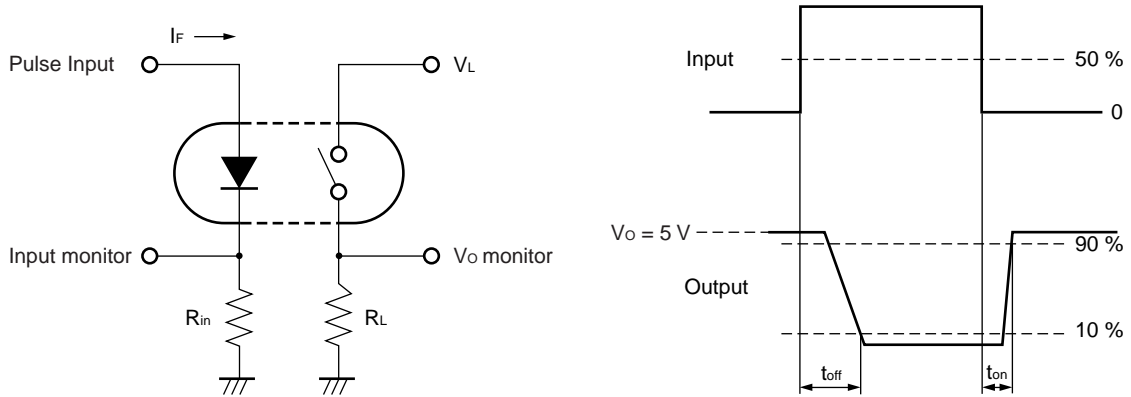 IF
Pulse Input
VL
Input monitor
VO monitor
Rin
RL
Input
50 %
0
VO = 5 V
90 %
Output
10 %
toff
ton